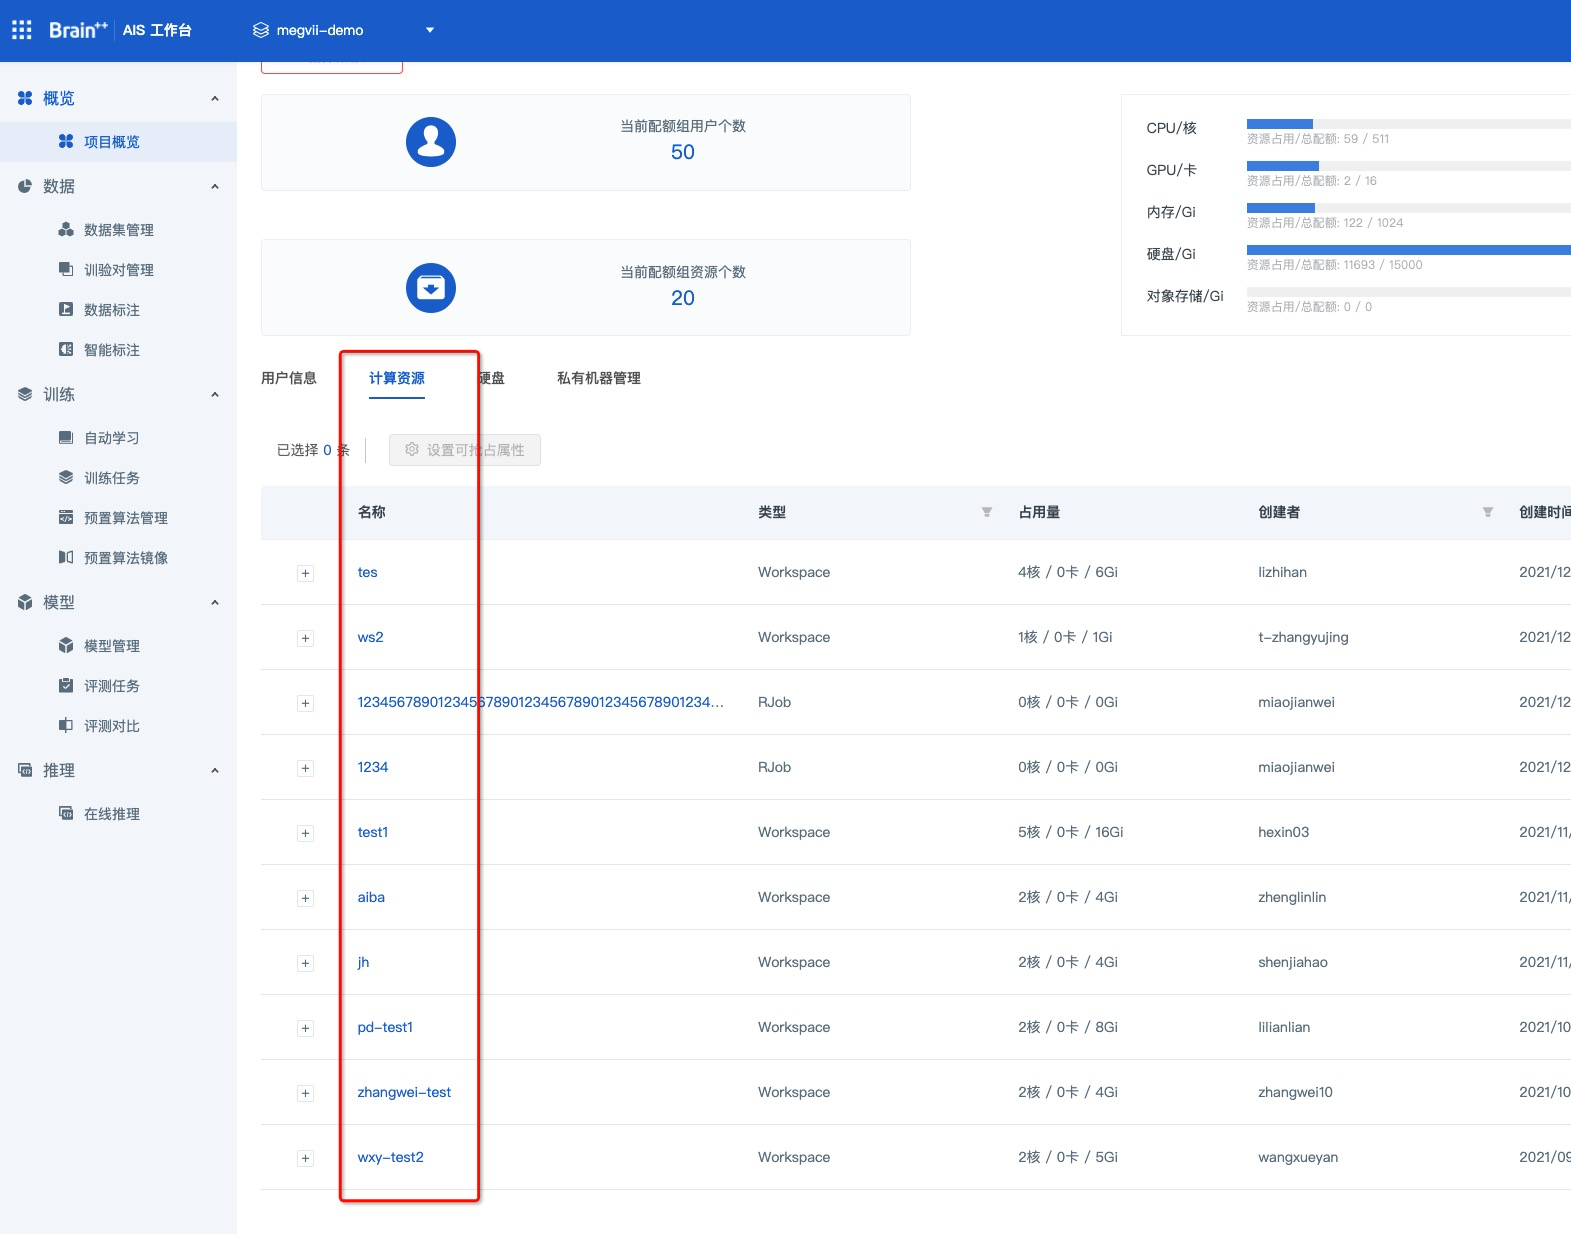 Brain++ AIS 工作台 megvii-demo
概览
项目概览
数据
数据集管理
训验对管理
数据标注
智能标注
训练
自动学习
训练任务
预置算法管理
预置算法镜像
模型
模型管理
评测任务
评测对比
推理
在线推理
当前配额组用户个数
50
当前配额组资源个数
20
CPU/核
资源占用/总配额: 59 / 511
GPU/卡
资源占用/总配额: 2 / 16
内存/Gi
资源占用/总配额: 122 / 1024
硬盘/Gi
资源占用/总配额: 11693 / 15000
对象存储/Gi
资源占用/总配额: 0 / 0
用户信息 计算资源 硬盘 私有机器管理
已选择 0 条 设置可抢占属性
名称 类型 占用量 创建者 创建时间
tes Workspace 4核 / 0卡 / 6Gi lizhihan 2021/12
ws2 Workspace 1核 / 0卡 / 1Gi t-zhangyujing 2021/12
12345678901234567890123456789012345678901234... RJob 0核 / 0卡 / 0Gi miaojianwei 2021/12
1234 RJob 0核 / 0卡 / 0Gi miaojianwei 2021/12
test1 Workspace 5核 / 0卡 / 16Gi hexin03 2021/11/
aiba Workspace 2核 / 0卡 / 4Gi zhenglinlin 2021/11/
jh Workspace 2核 / 0卡 / 4Gi shenjiahao 2021/11/
pd-test1 Workspace 2核 / 0卡 / 8Gi lilianlian 2021/10
zhangwei-test Workspace 2核 / 0卡 / 4Gi zhangwei10 2021/10
wxy-test2 Workspace 2核 / 0卡 / 5Gi wangxueyan 2021/09